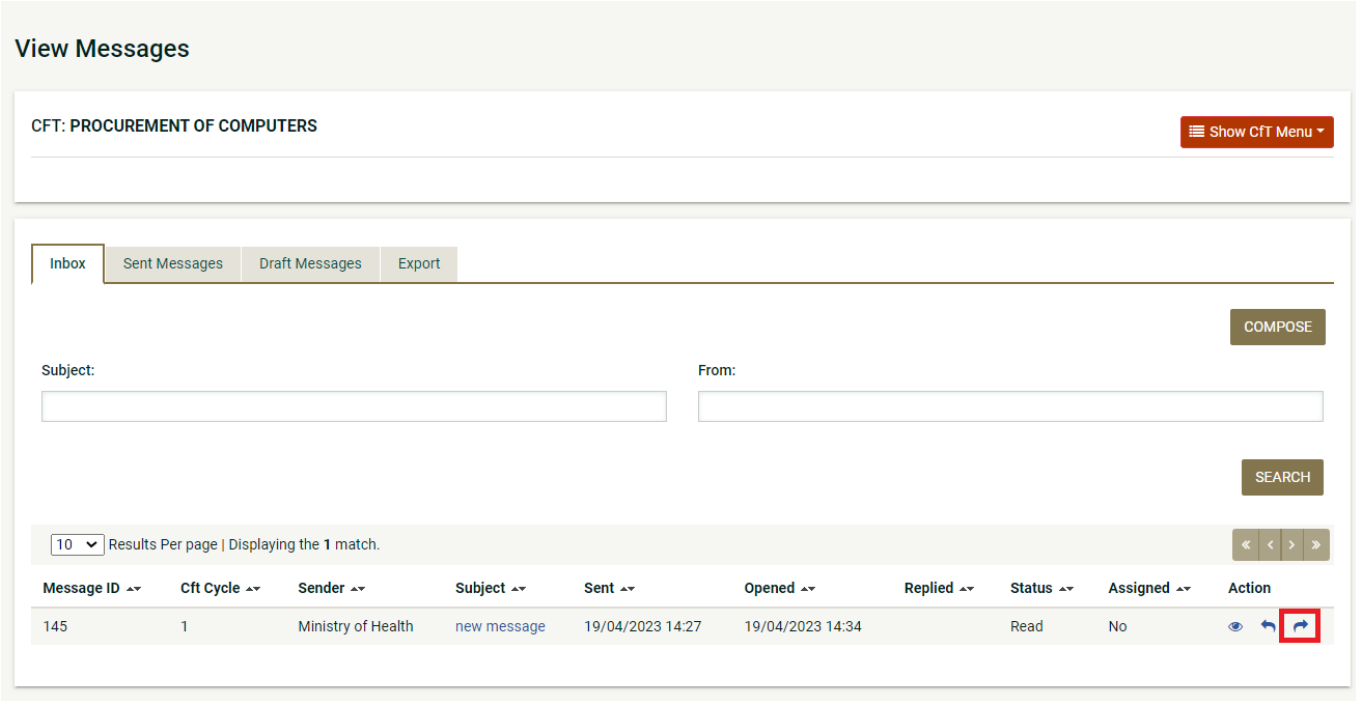 View Messages
CFT: PROCUREMENT OF COMPUTERS
Show CfT Menu
Inbox Sent Messages Draft Messages Export
COMPOSE
Subject: From:
SEARCH
10 Results Per page | Displaying the 1 match. « < > »
Message ID Cft Cycle Sender Subject Sent Opened Replied Status Assigned Action
145 1 Ministry of Health new message 19/04/2023 14:27 19/04/2023 14:34 Read No